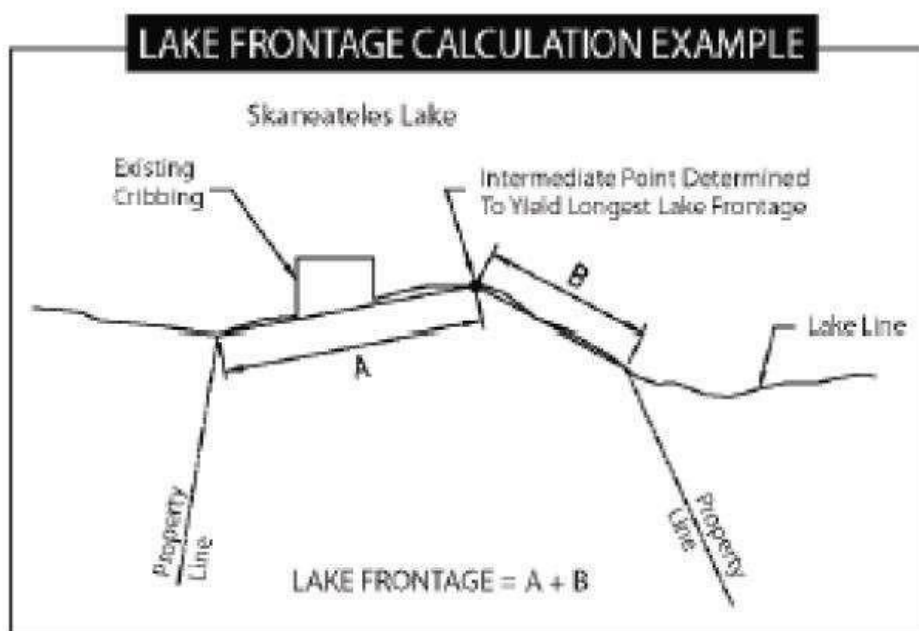 LAKE FRONTAGE CALCULATION EXAMPLE
Skaneateles Lake
Existing
Cribbing
Intermediate Point Determined
To Yield Longest Lake Frontage
B
Lake Line
A
Property
Line
Property
Line
LAKE FRONTAGE = A + B